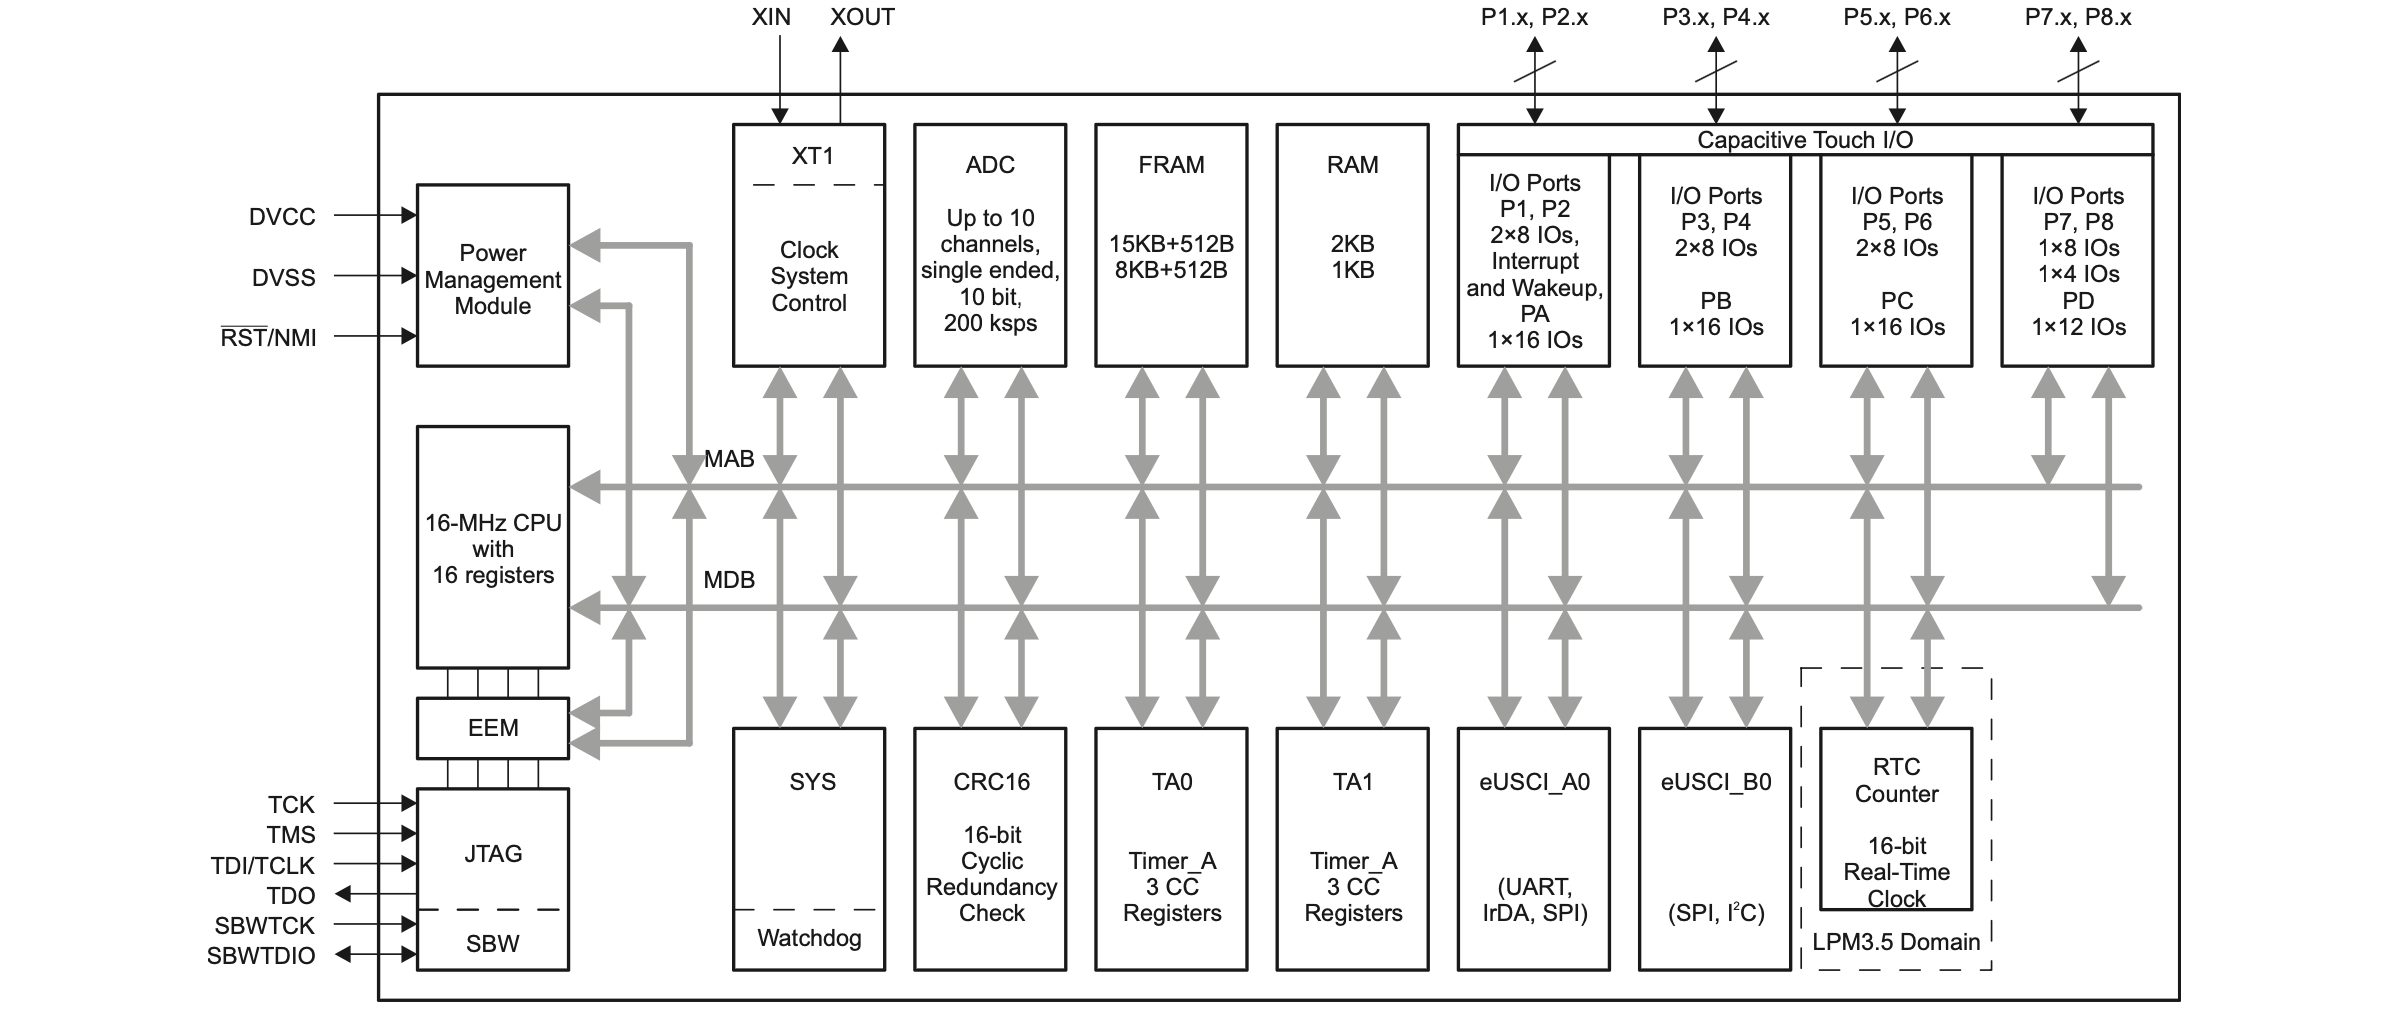 XIN
XOUT
P1.x, P2.x
P3.x, P4.x
P5.x, P6.x
P7.x, P8.x
DVCC
DVSS
RST/NMI
Power
Management
Module
XT1
Clock
System
Control
ADC
Up to 10
channels,
single ended,
10 bit,
200 ksps
FRAM
15KB+512B
8KB+512B
RAM
2KB
1KB
Capacitive Touch I/O
I/O Ports
P1, P2
2×8 IOs,
Interrupt
and Wakeup,
PA
1×16 IOs
I/O Ports
P3, P4
2×8 IOs
PB
1×16 IOs
I/O Ports
P5, P6
2×8 IOs
PC
1×16 IOs
I/O Ports
P7, P8
1×8 IOs
1×4 IOs
PD
1×12 IOs
MAB
MDB
16-MHz CPU
with
16 registers
EEM
TCK
TMS
TDI/TCLK
TDO
SBWTCK
SBWTDIO
JTAG
SBW
SYS
Watchdog
CRC16
16-bit
Cyclic
Redundancy
Check
TA0
Timer_A
3 CC
Registers
TA1
Timer_A
3 CC
Registers
eUSCI_A0
(UART,
IrDA, SPI)
eUSCI_B0
(SPI, I²C)
RTC
Counter
16-bit
Real-Time
Clock
LPM3.5 Domain